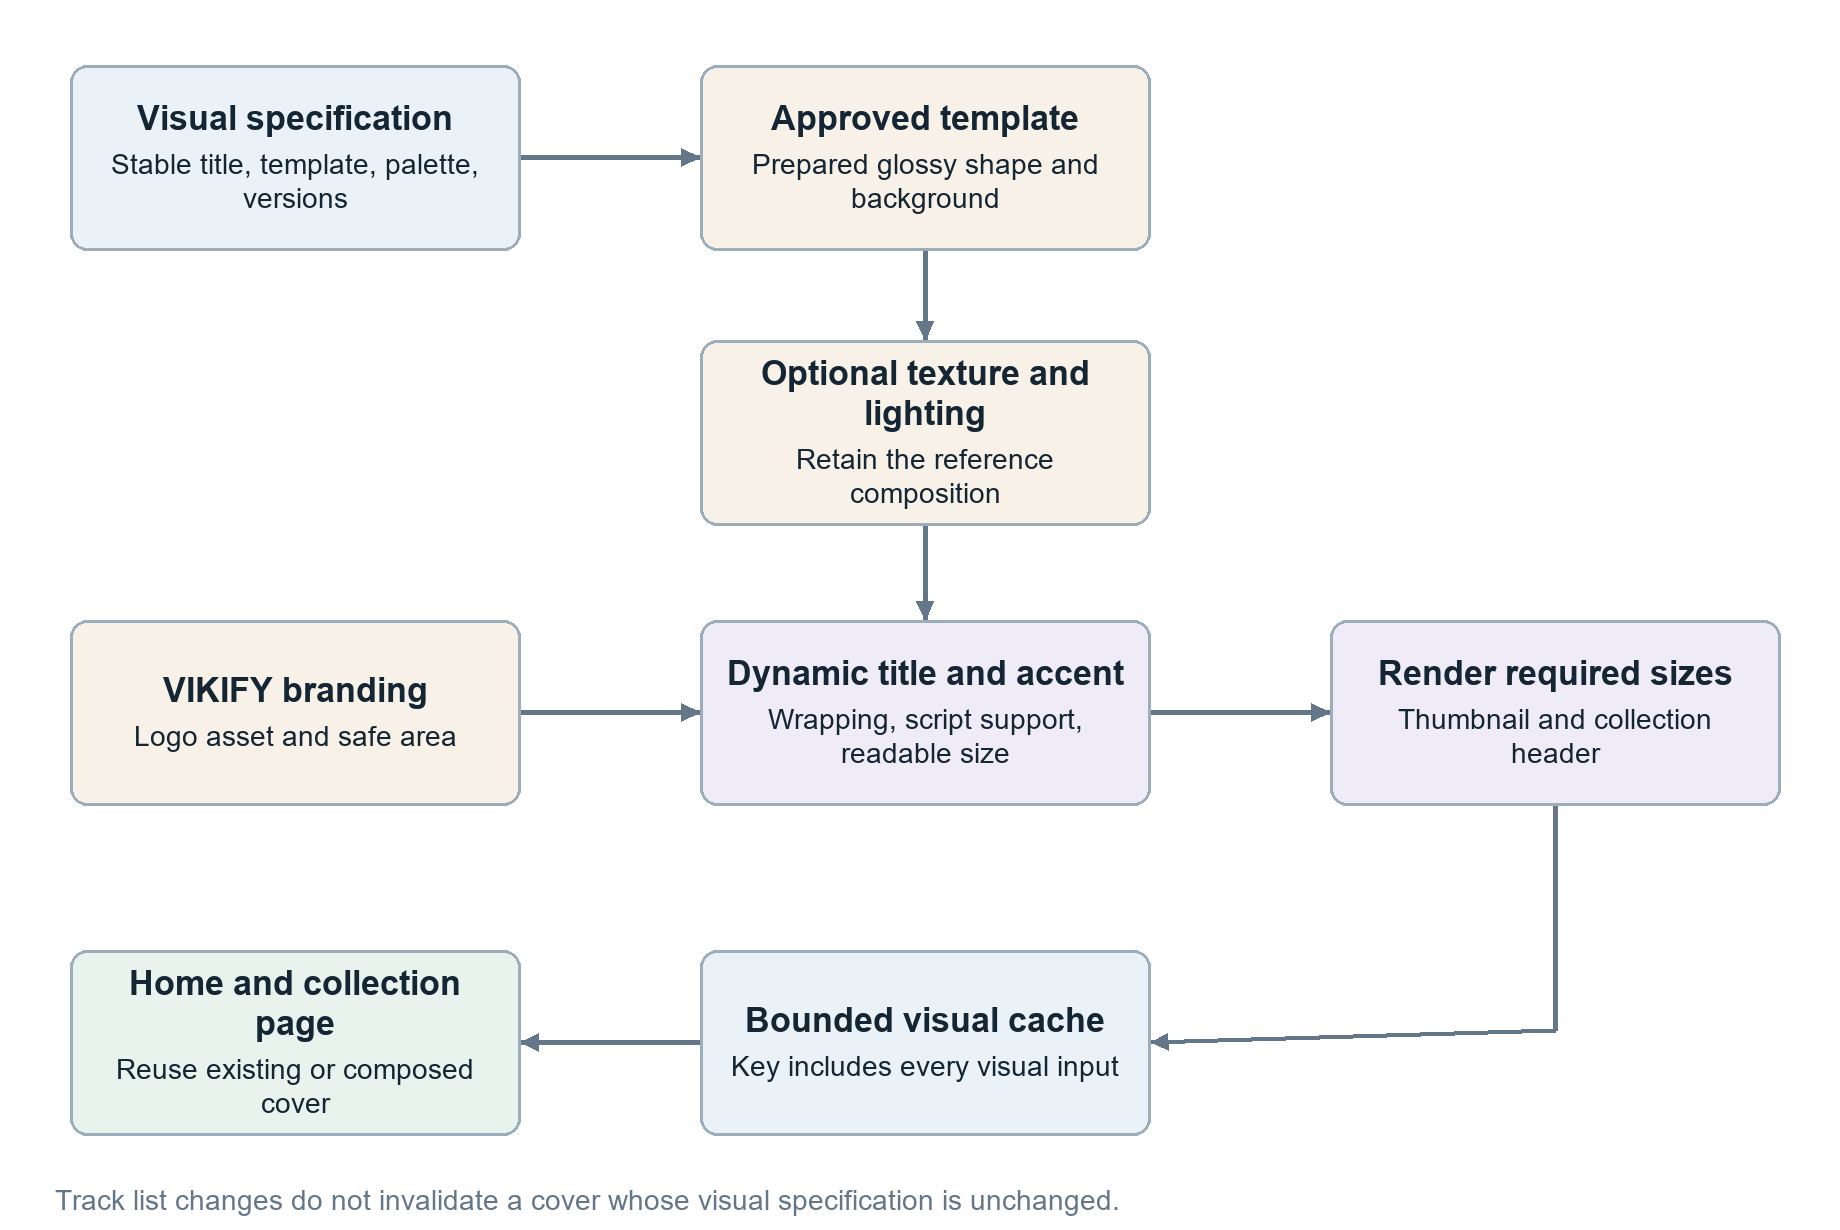 Visual specification
Stable title, template, palette,
versions
Approved template
Prepared glossy shape and
background
Optional texture and
lighting
Retain the reference
composition
VIKIFY branding
Logo asset and safe area
Dynamic title and accent
Wrapping, script support,
readable size
Render required sizes
Thumbnail and collection
header
Home and collection
page
Reuse existing or composed
cover
Bounded visual cache
Key includes every visual input
Track list changes do not invalidate a cover whose visual specification is unchanged.